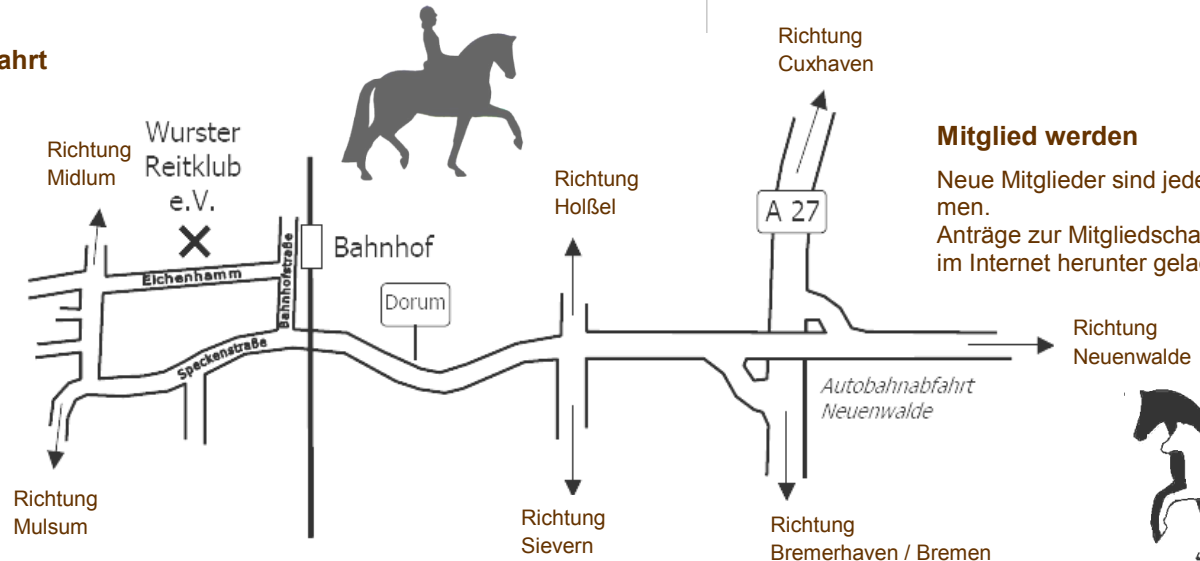 ahrt
Richtung
Midlum
Wurster
Reitklub
e.V.
Bahnhof
Bahnhofstraße
Eichenhamm
Speckenstraße
Dorum
Richtung
Mulsum
Richtung
Holßel
Richtung
Sievern
Richtung
Cuxhaven
A 27
Autobahnabfahrt
Neuenwalde
Richtung
Bremerhaven / Bremen
Richtung
Neuenwalde
Mitglied werden
Neue Mitglieder sind jede
men.
Anträge zur Mitgliedscha
im Internet herunter gela